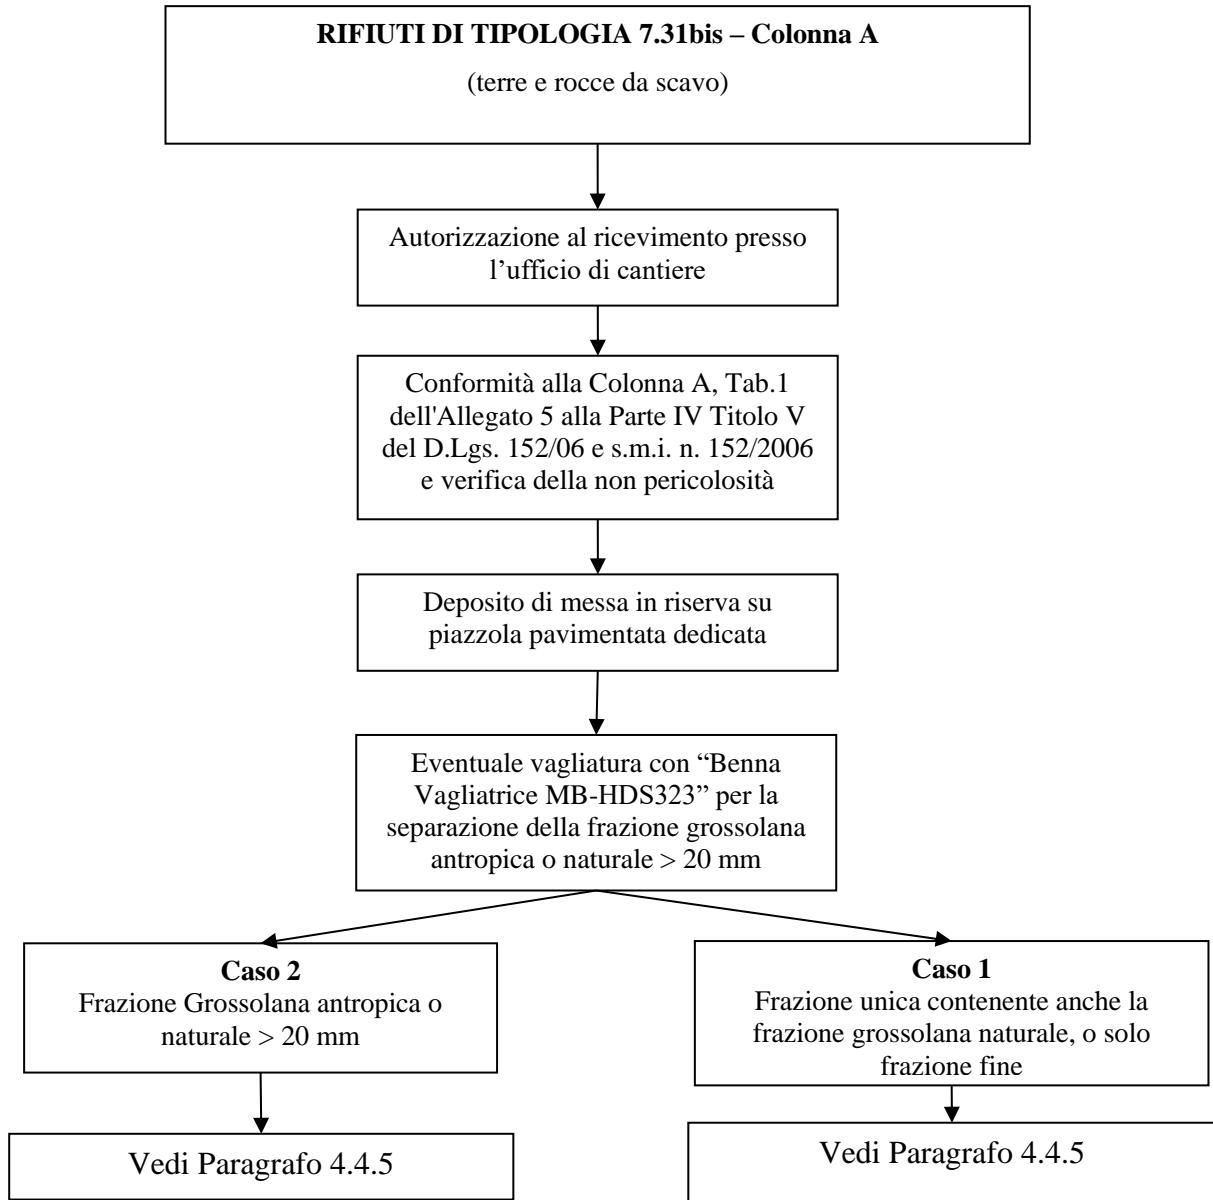 RIFIUTI DI TIPOLOGIA 7.31bis – Colonna A
(terre e rocce da scavo)
Autorizzazione al ricevimento presso
l’ufficio di cantiere
Conformità alla Colonna A, Tab.1
dell'Allegato 5 alla Parte IV Titolo V
del D.Lgs. 152/06 e s.m.i. n. 152/2006
e verifica della non pericolosità
Deposito di messa in riserva su
piazzola pavimentata dedicata
Eventuale vagliatura con “Benna
Vagliatrice MB-HDS323” per la
separazione della frazione grossolana
antropica o naturale > 20 mm
Caso 2
Frazione Grossolana antropica o
naturale > 20 mm
Caso 1
Frazione unica contenente anche la
frazione grossolana naturale, o solo
frazione fine
Vedi Paragrafo 4.4.5
Vedi Paragrafo 4.4.5